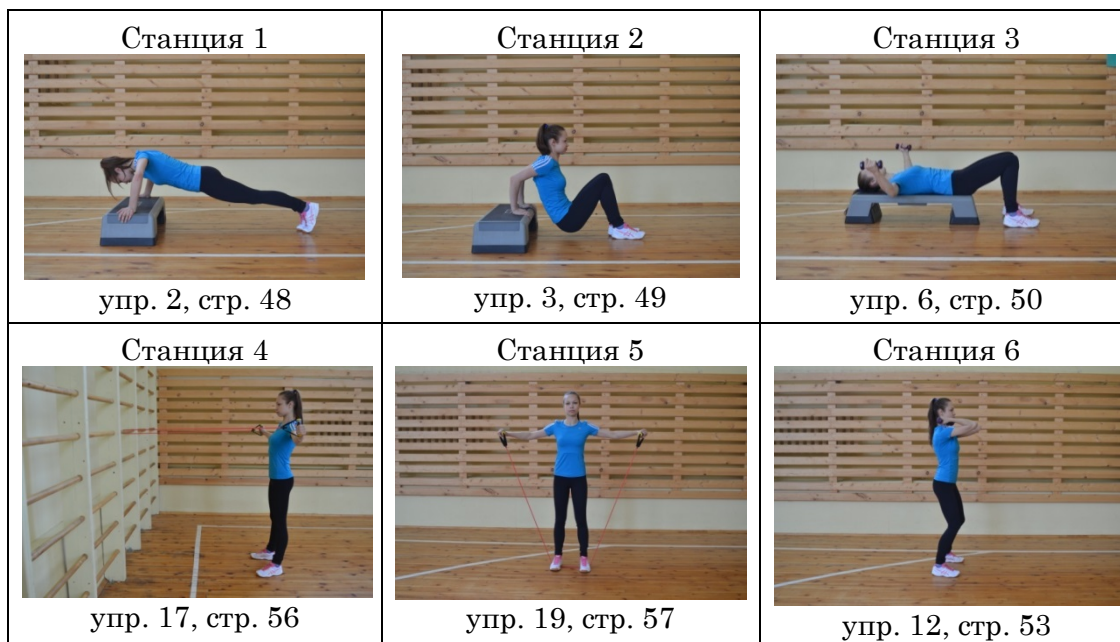 Станция 1
Станция 2
Станция 3
упр. 2, стр. 48
упр. 3, стр. 49
упр. 6, стр. 50
Станция 4
Станция 5
Станция 6
упр. 17, стр. 56
упр. 19, стр. 57
упр. 12, стр. 53